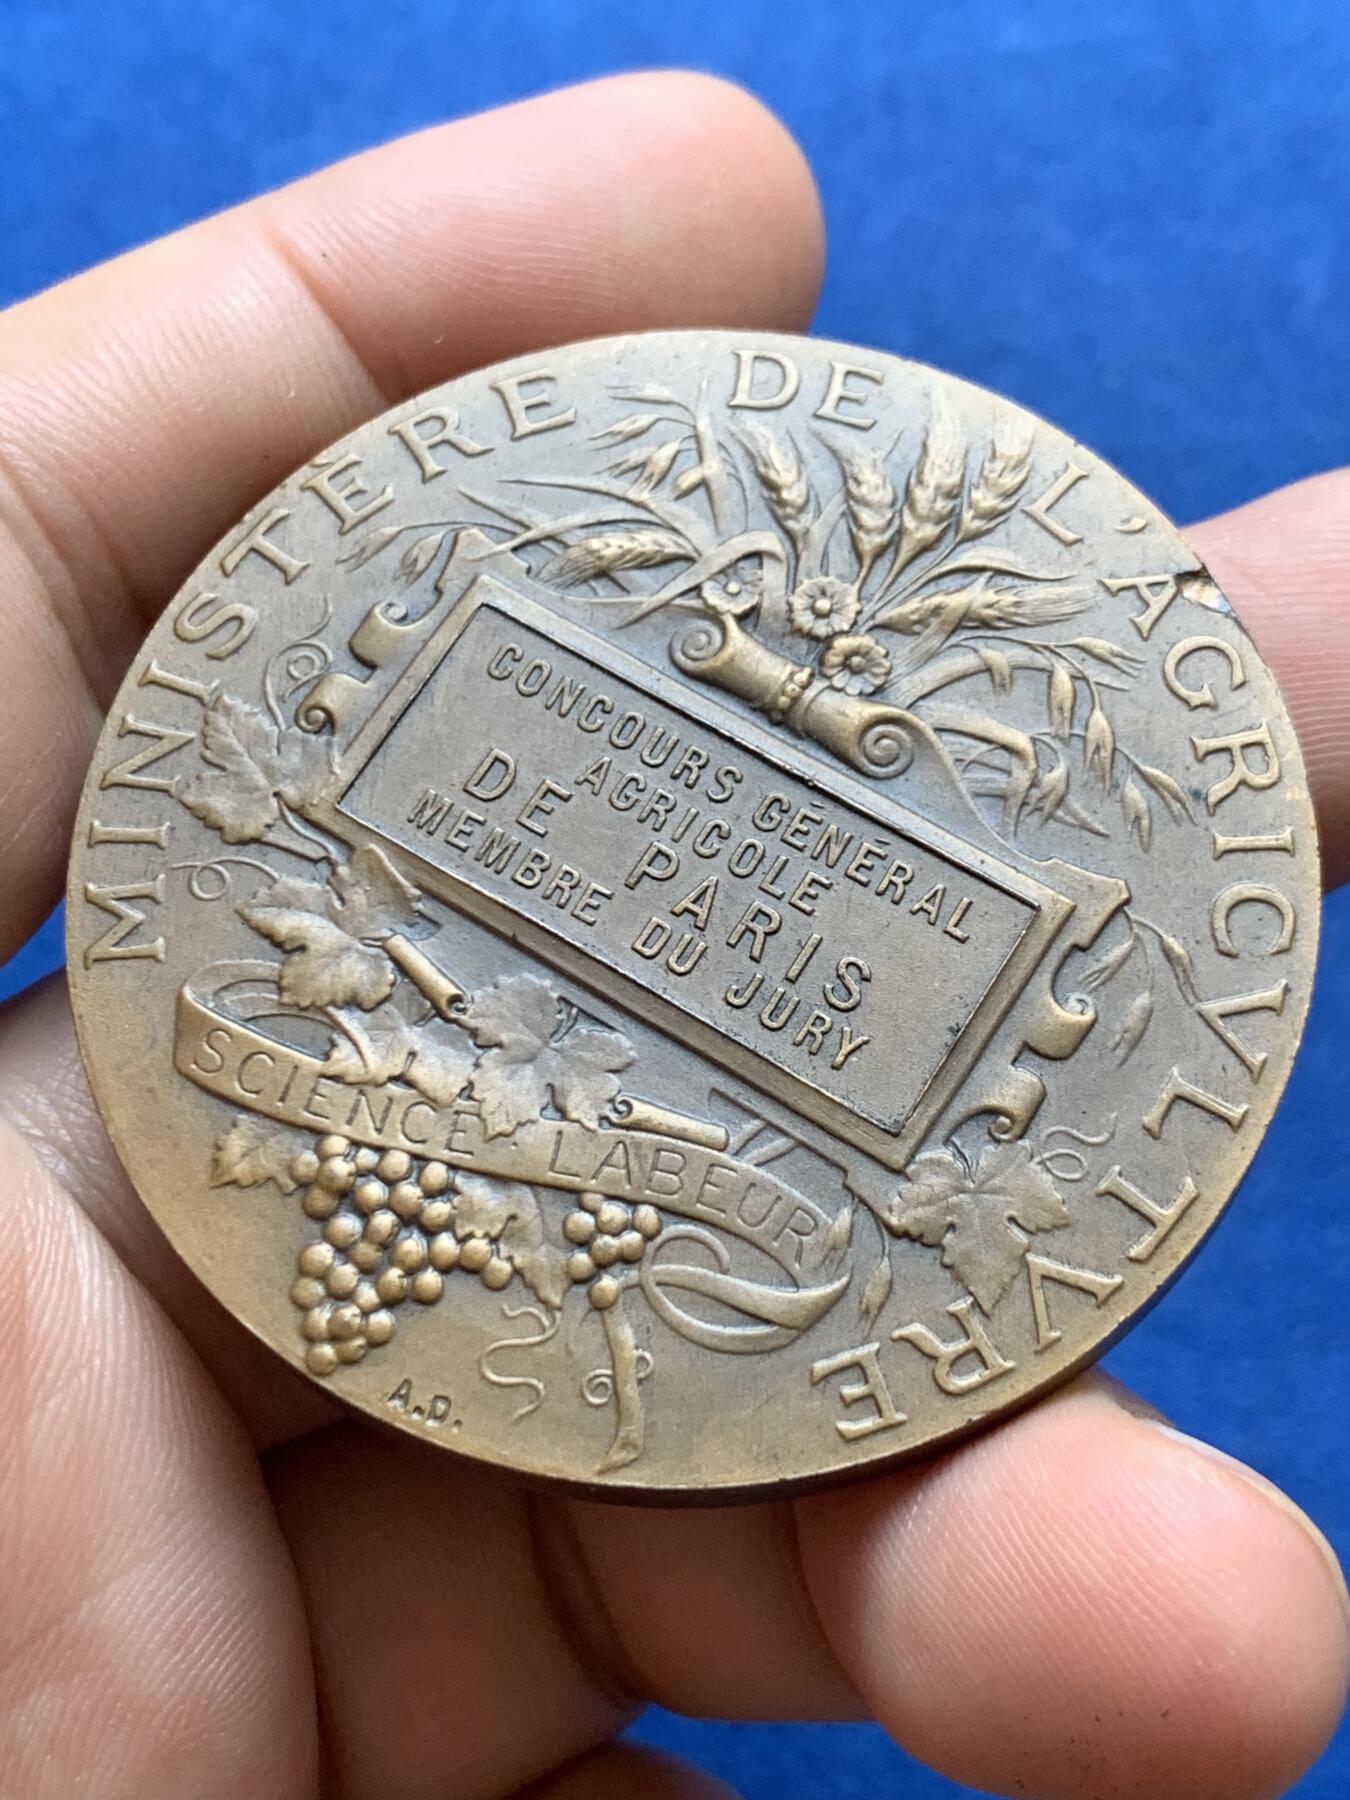 MINISTÈRE DE L'AGRICVLTVRE
CONCOURS GÉNÉRAL
AGRICOLE
DE PARIS
MEMBRE DU JURY
SCIENCE · LABEUR
A.D.